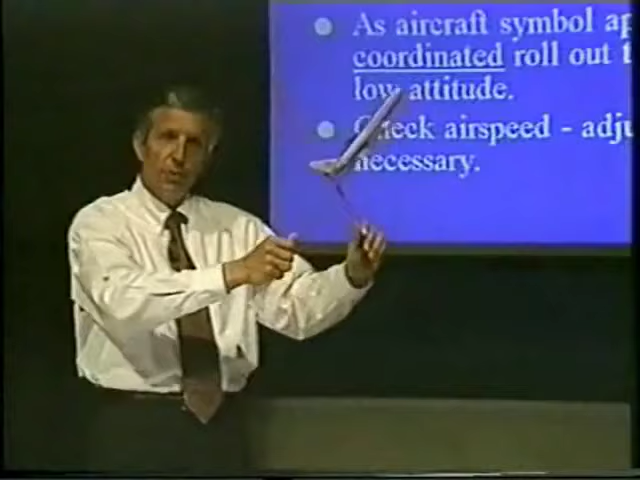 As aircraft symbol ap
coordinated roll out t
low attitude.
Check airspeed - adju
necessary.